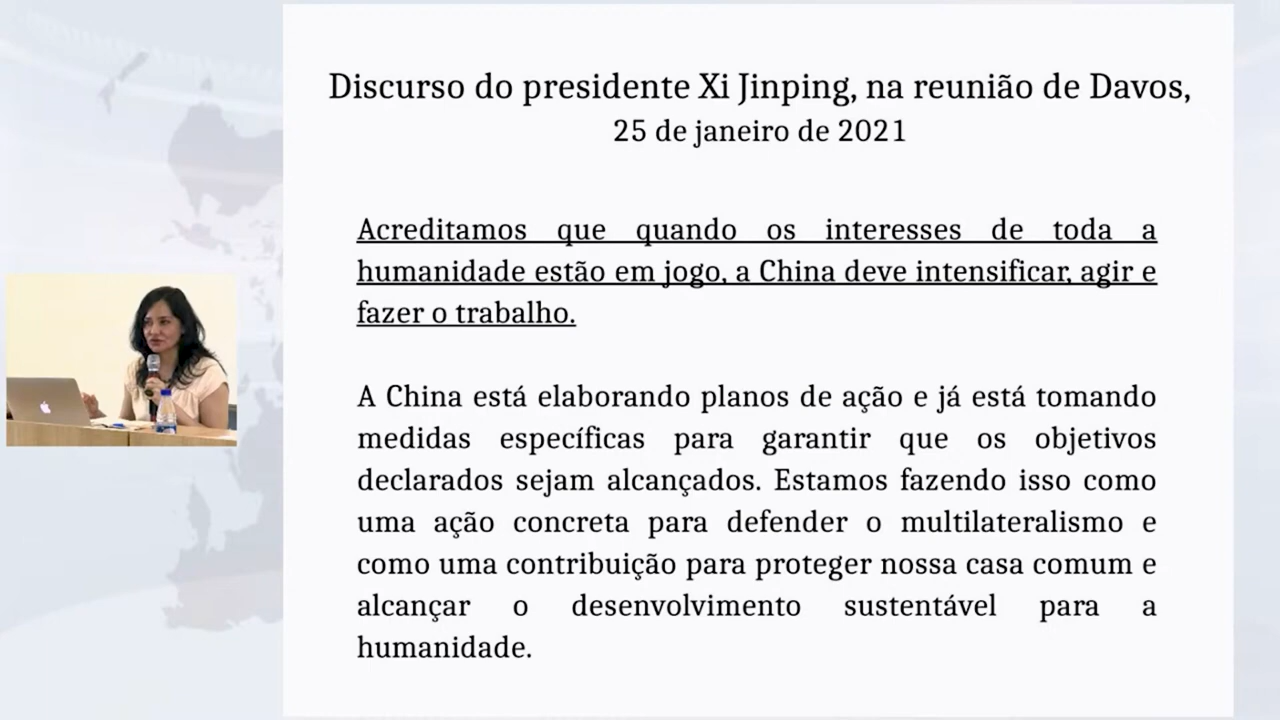 Discurso do presidente Xi Jinping, na reunião de Davos,
25 de janeiro de 2021
Acreditamos que quando os interesses de toda a
humanidade estão em jogo, a China deve intensificar, agir e
fazer o trabalho.
A China está elaborando planos de ação e já está tomando
medidas específicas para garantir que os objetivos
declarados sejam alcançados. Estamos fazendo isso como
uma ação concreta para defender o multilateralismo e
como uma contribuição para proteger nossa casa comum e
alcançar o desenvolvimento sustentável para a
humanidade.